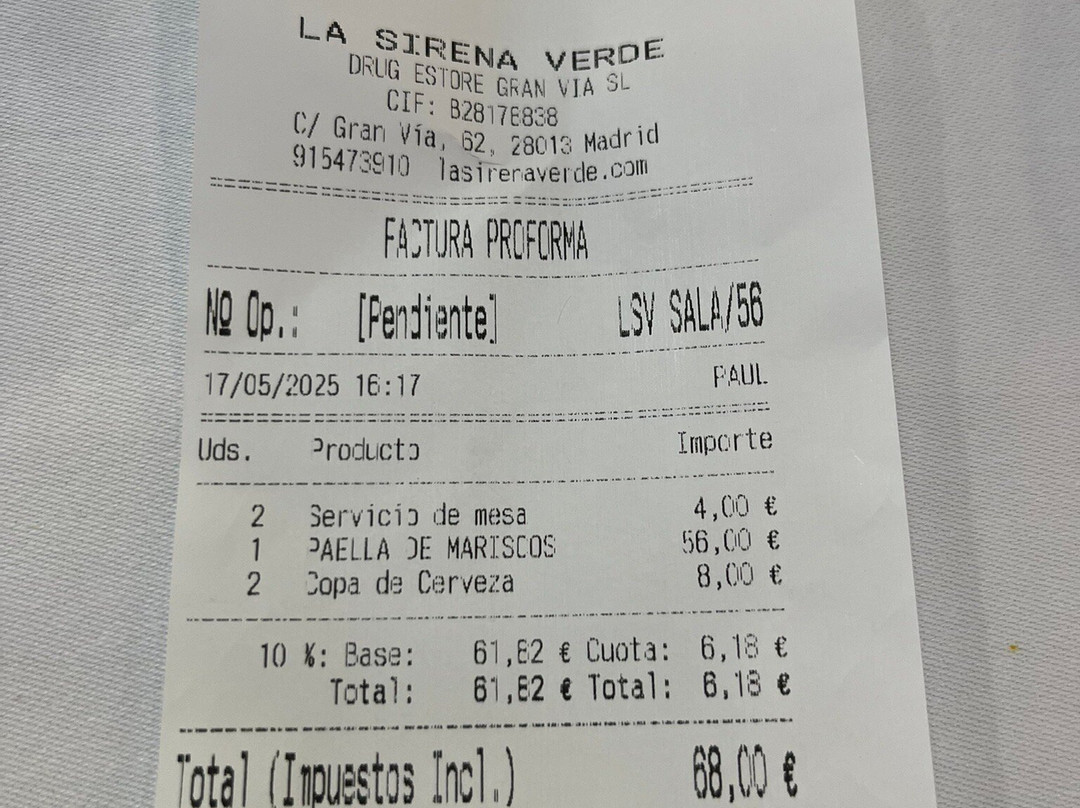 LA SIRENA VERDE
DRUG ESTORE GRAN VIA SL
CIF: B28176838
C/ Gran Vía, 62, 28013 Madrid
915473910 lasirenaverde.com
FACTURA PROFORMA
Nº Op.: [Pendiente] LSV SALA/56
17/05/2025 16:17 PAUL
Uds. Producto Importe
2 Servicio de mesa 4,00 €
1 PAELLA DE MARISCOS 56,00 €
2 Copa de Cerveza 8,00 €
10 %: Base: 61,82 € Cuota: 6,18 €
Total: 61,82 € Total: 6,18 €
Total (Impuestos Incl.) 68,00 €